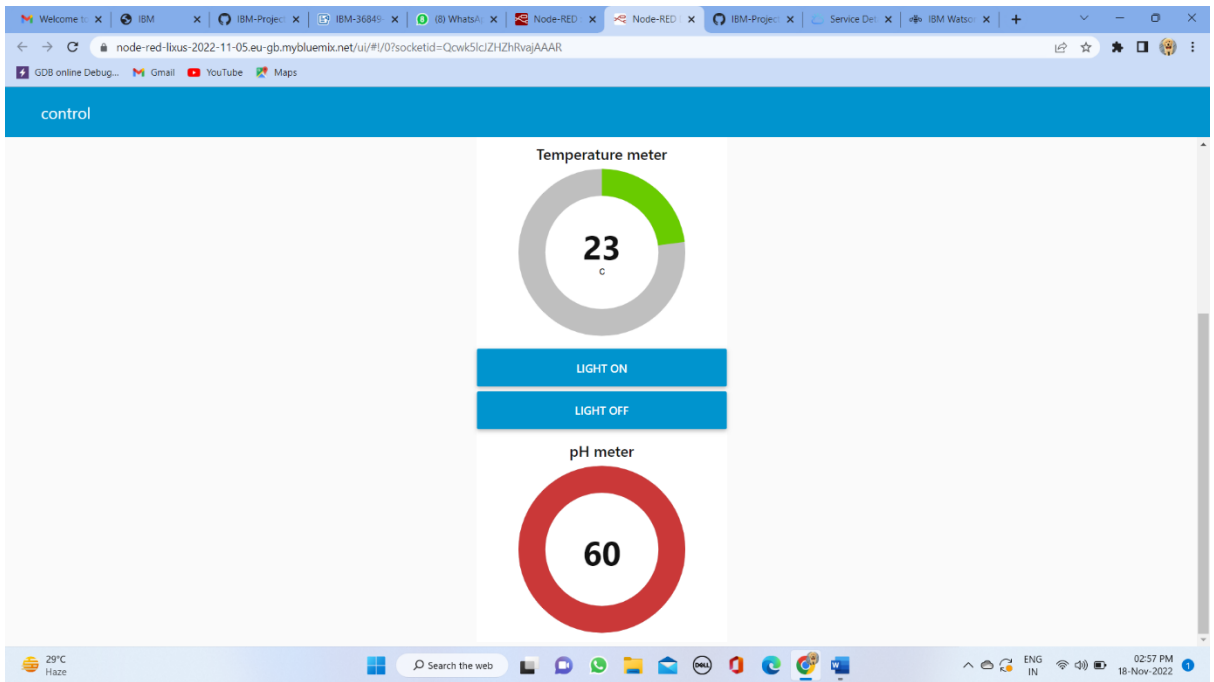 Welcome to
IBM
IBM-Project
IBM-36849-
(8) WhatsAp
Node-RED :
Node-RED :
IBM-Project
Service Det
IBM Watson
node-red-lixus-2022-11-05.eu-gb.mybluemix.net/ui/#!/0?socketid=Qcwk5lcJZHZhRvajAAAR
GDB online Debug...
Gmail
YouTube
Maps
control
Temperature meter
23
c
LIGHT ON
LIGHT OFF
pH meter
60
29°C
Haze
Search the web
ENG
IN
02:57 PM
18-Nov-2022
1